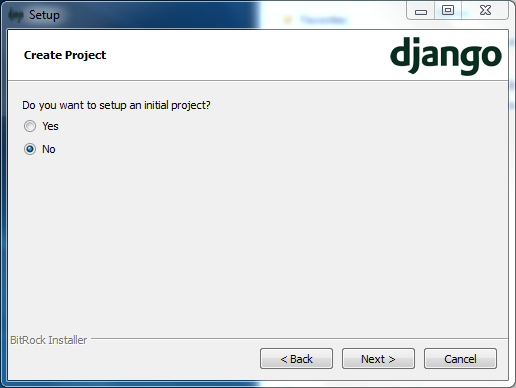 Setup
Create Project
django
Do you want to setup an initial project?
Yes
No
BitRock Installer
< Back
Next >
Cancel